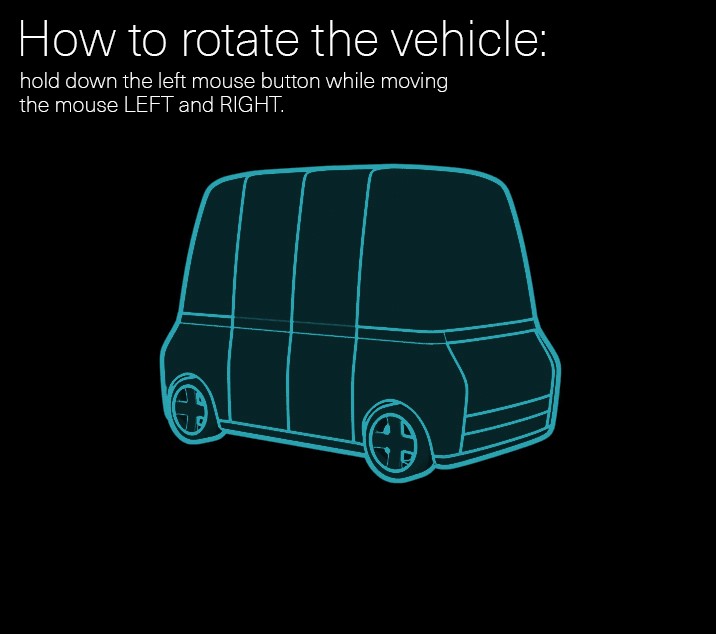 How to rotate the vehicle:
hold down the left mouse button while moving
the mouse LEFT and RIGHT.